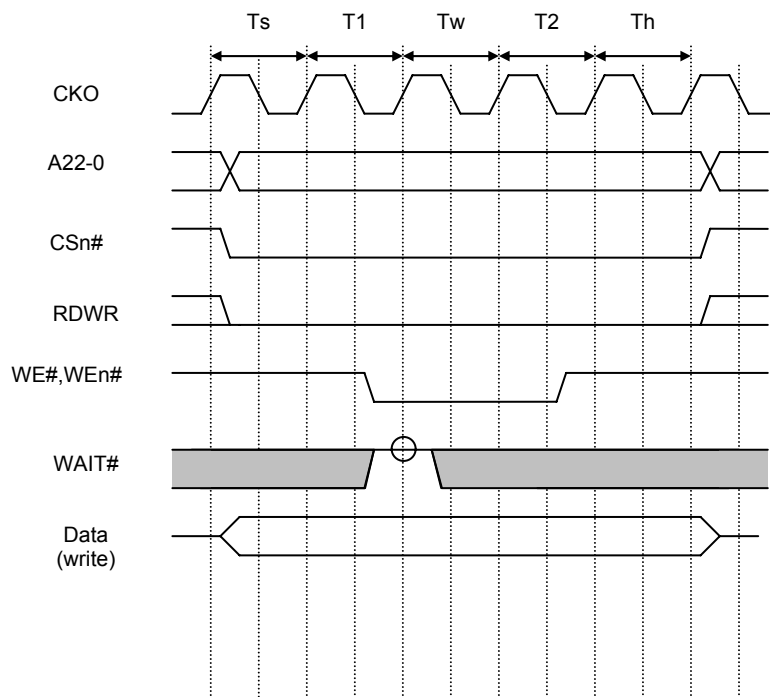 Ts T1 Tw T2 Th
CKO
A22-0
CSn#
RDWR
WE#,WEn#
WAIT#
Data
(write)